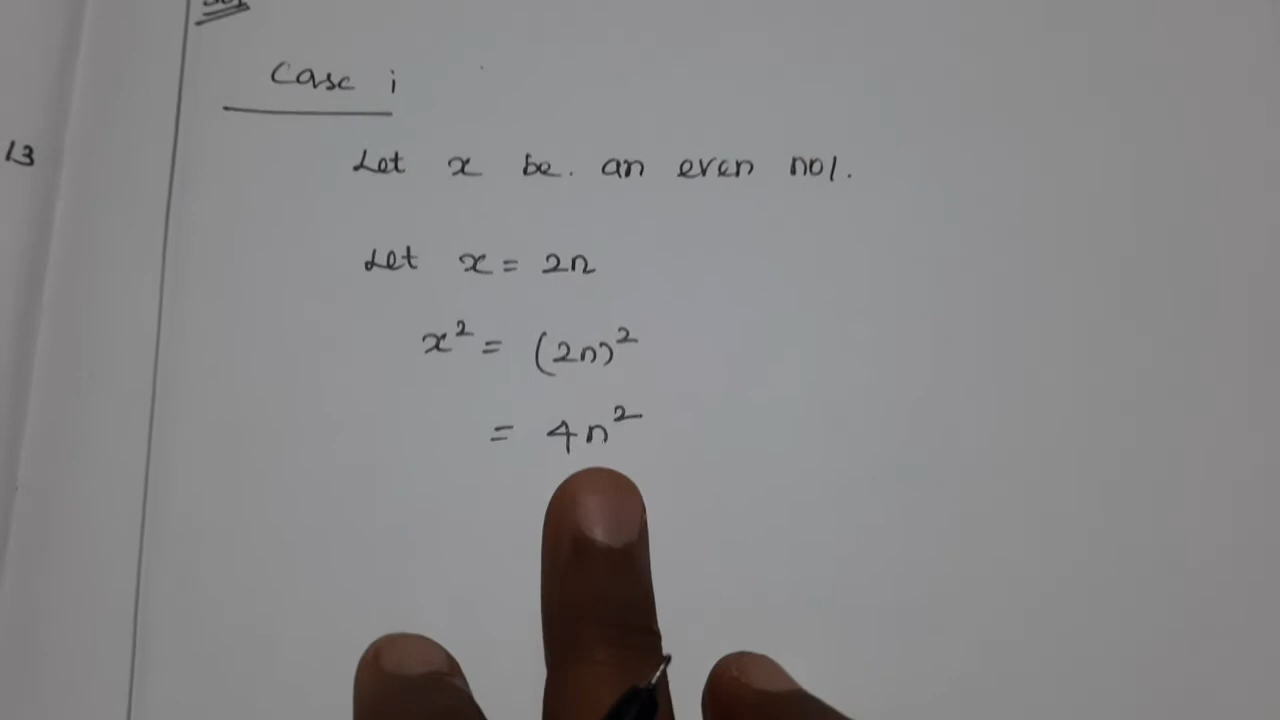 Case i
13
Let x be. an even no/.
Let x = 2n
x² = (2n)²
= 4n²